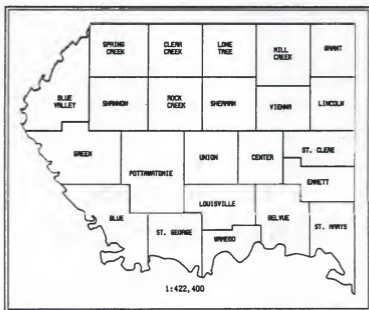 SPRING
CREEK
CLEAR
CREEK
LONE
TREE
MILL
CREEK
GRANT
BLUE
VALLEY
SHANNON
ROCK
CREEK
SHERMAN
VIENNA
LINCOLN
GREEN
POTTAWATOMIE
UNION
CENTER
ST. CLERE
EMMETT
LOUISVILLE
BELVUE
BLUE
ST. GEORGE
WAMEGO
ST. MARYS
1:422,400